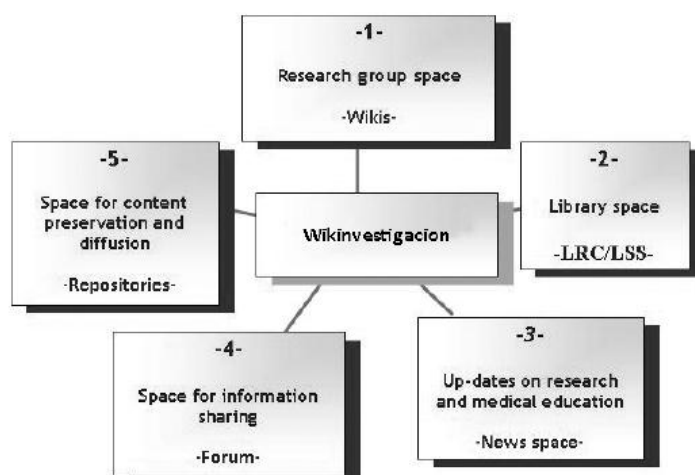 -1-
Research group space
-Wikis-
-5-
Space for content
preservation and
diffusion
-Repositories-
-2-
Library space
-LRC/LSS-
Wikinvestigacion
-4-
Space for information
sharing
-Forum-
-3-
Up-dates on research
and medical education
-News space-